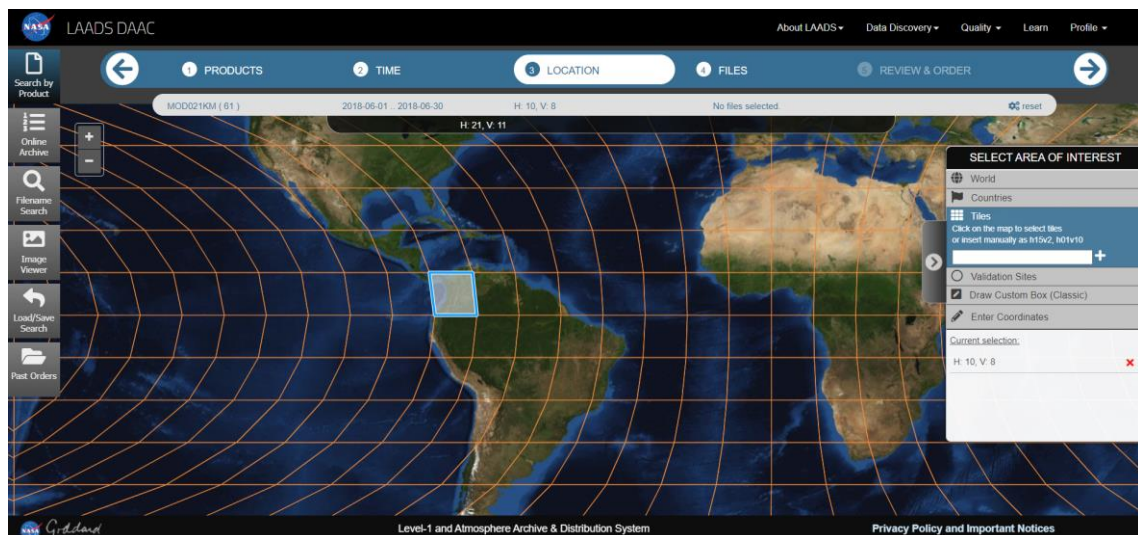 NASA
LAADS DAAC
About LAADS
Data Discovery
Quality
Learn
Profile
Search by
Product
Online
Archive
Filename
Search
Image
Viewer
Load/Save
Search
Past Orders
1 PRODUCTS
2 TIME
3 LOCATION
4 FILES
5 REVIEW & ORDER
MOD021KM ( 61 )
2018-06-01 .. 2018-06-30
H: 10, V: 8
No files selected.
reset
H: 21, V: 11
+
−
SELECT AREA OF INTEREST
World
Countries
Tiles
Click on the map to select tiles
or insert manually as h15v2, h01v10
+
Validation Sites
Draw Custom Box (Classic)
Enter Coordinates
Current selection:
H: 10, V: 8
NASA Goddard
Level-1 and Atmosphere Archive & Distribution System
Privacy Policy and Important Notices